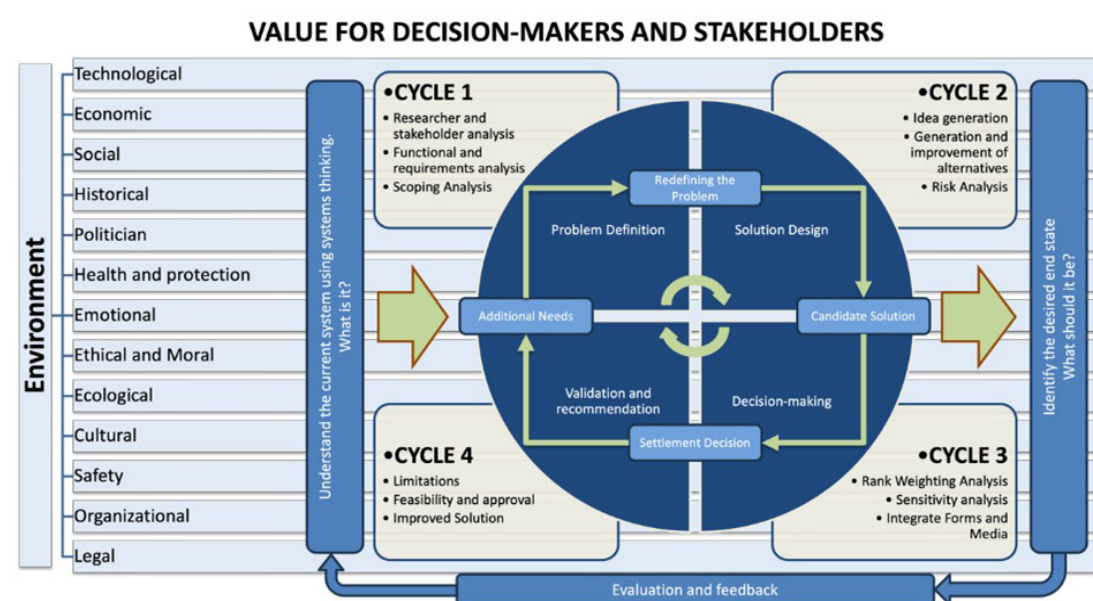 VALUE FOR DECISION-MAKERS AND STAKEHOLDERS
Environment
Technological
Economic
Social
Historical
Politician
Health and protection
Emotional
Ethical and Moral
Ecological
Cultural
Safety
Organizational
Legal
Understand the current system using systems thinking.
What is it?
•CYCLE 1
• Researcher and
stakeholder analysis
• Functional and
requirements analysis
• Scoping Analysis
•CYCLE 2
• Idea generation
• Generation and
improvement of
alternatives
• Risk Analysis
Redefining the
Problem
Problem Definition
Solution Design
Additional Needs
Candidate Solution
Validation and
recommendation
Decision-making
Settlement Decision
•CYCLE 4
• Limitations
• Feasibility and approval
• Improved Solution
•CYCLE 3
• Rank Weighting Analysis
• Sensitivity analysis
• Integrate Forms and
Media
Identify the desired end state
What should it be?
Evaluation and feedback